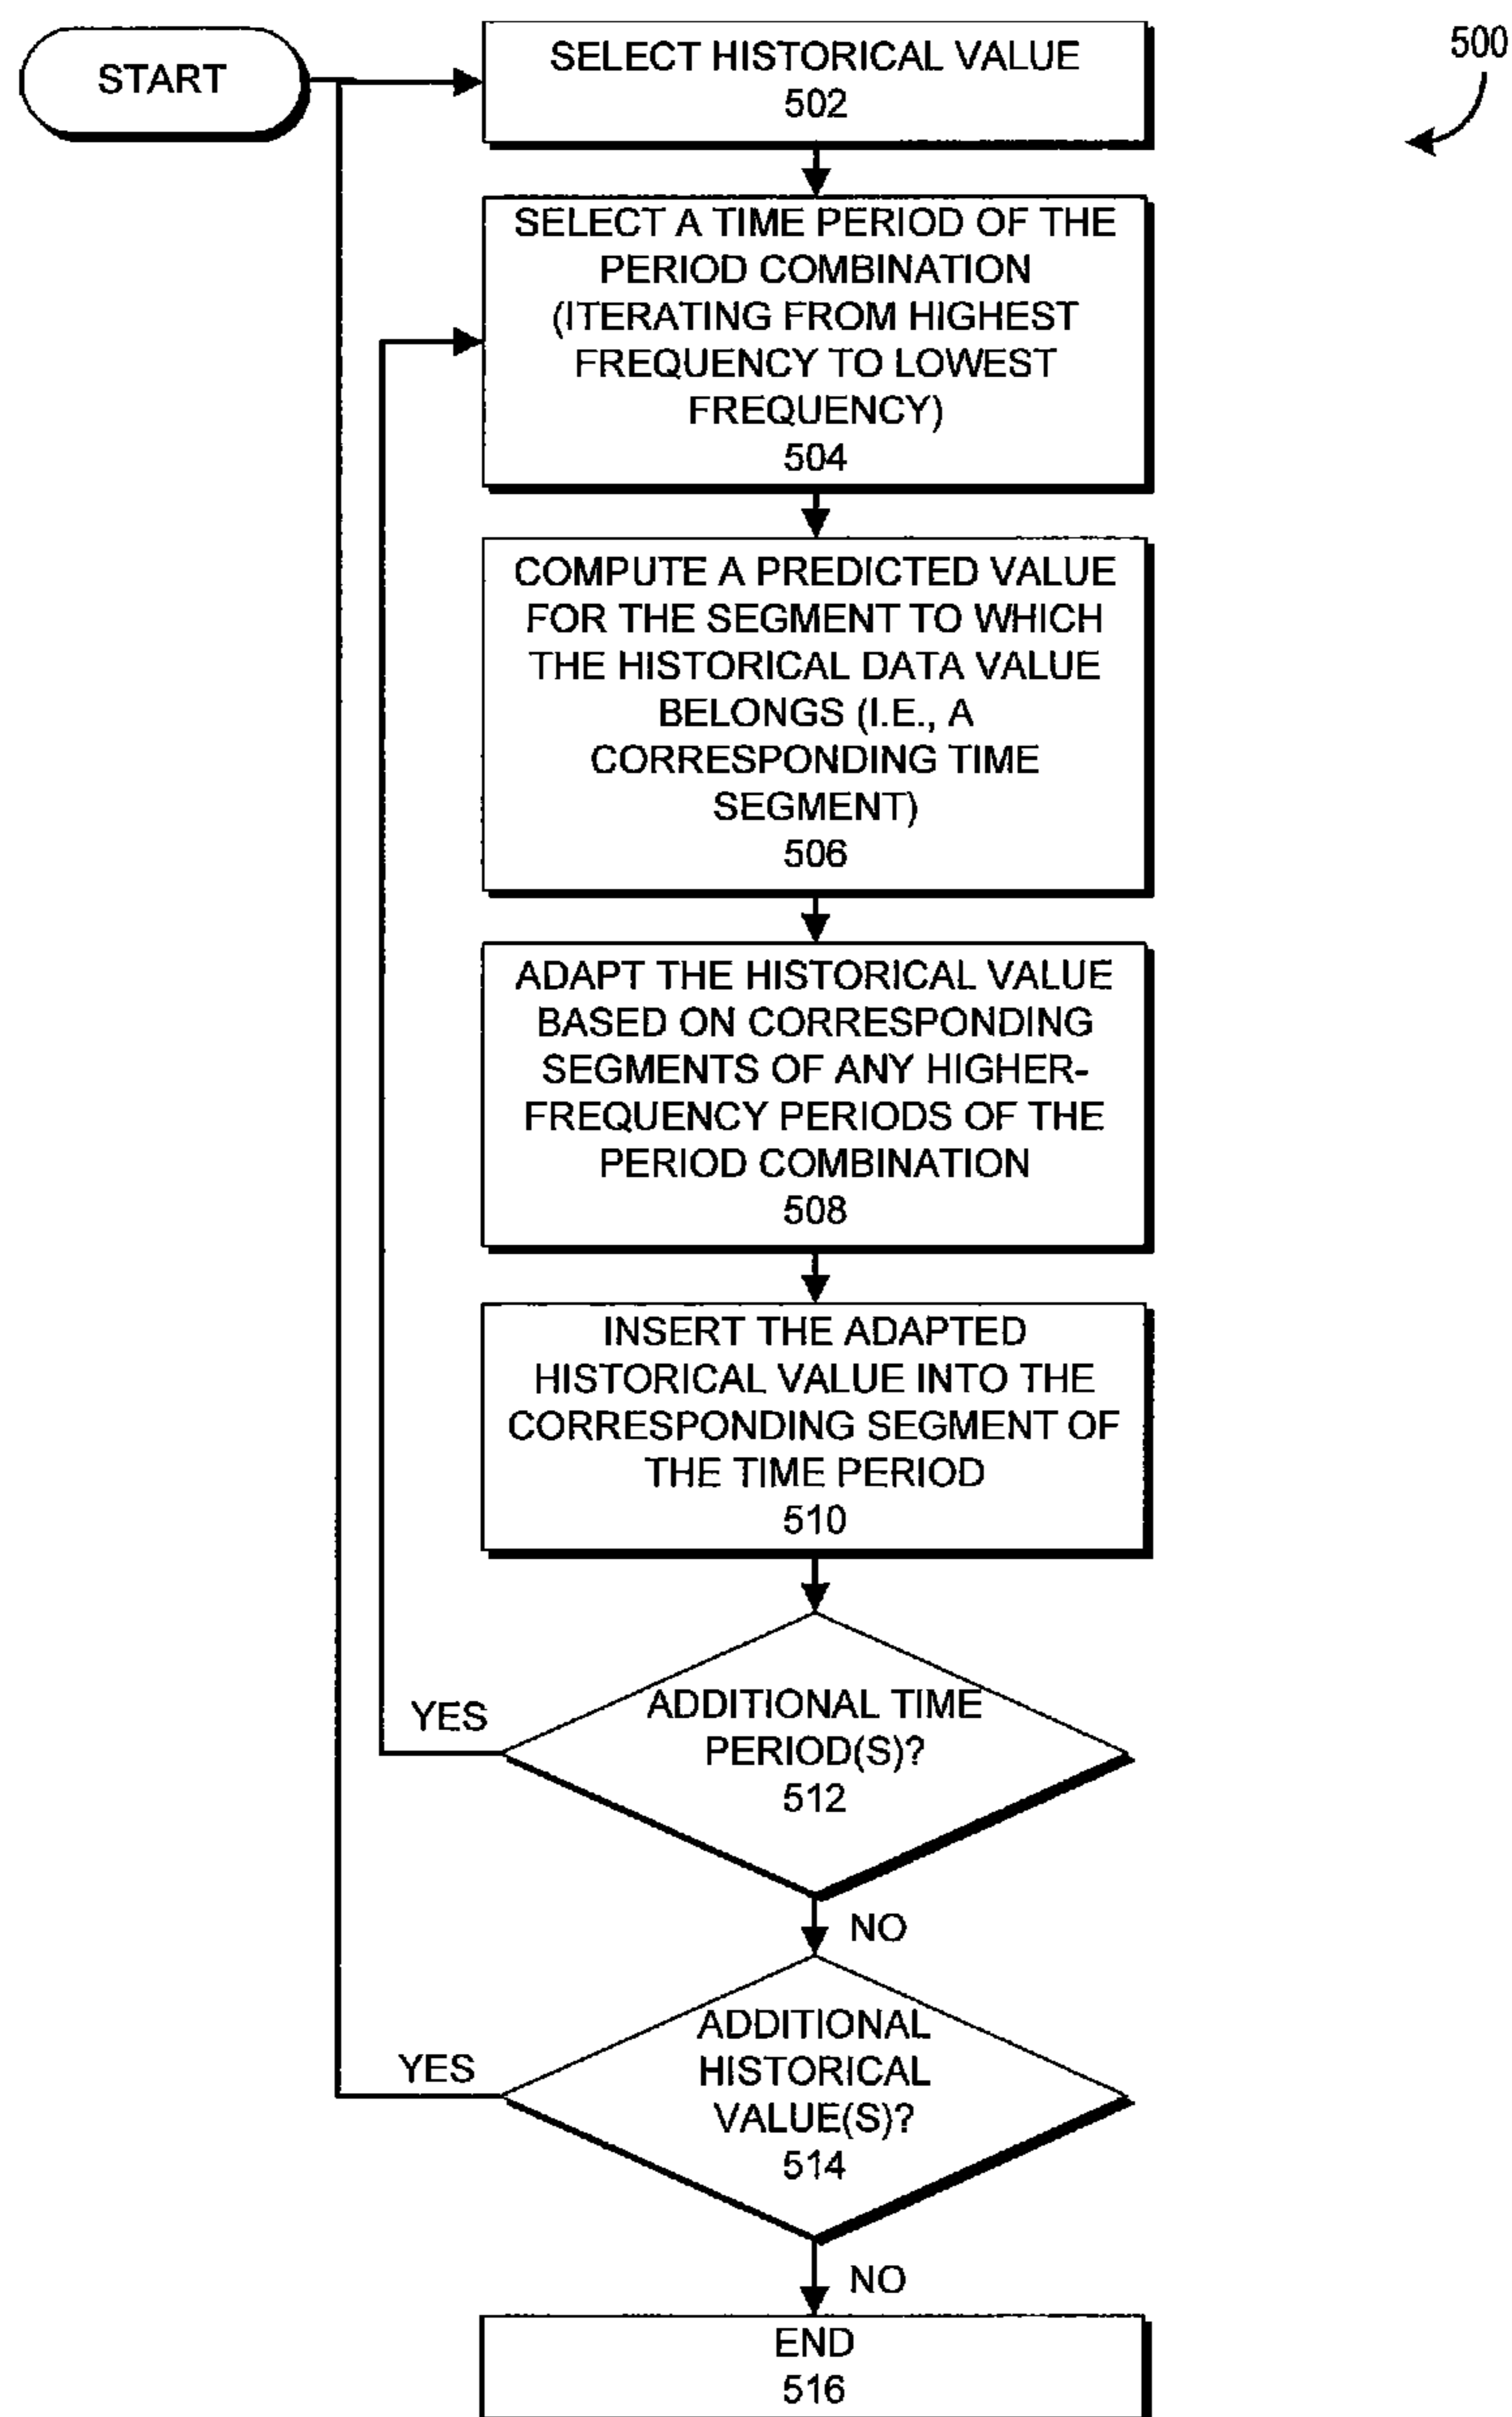 START
SELECT HISTORICAL VALUE
502
500
SELECT A TIME PERIOD OF THE
PERIOD COMBINATION
(ITERATING FROM HIGHEST
FREQUENCY TO LOWEST
FREQUENCY)
504
COMPUTE A PREDICTED VALUE
FOR THE SEGMENT TO WHICH
THE HISTORICAL DATA VALUE
BELONGS (I.E., A
CORRESPONDING TIME
SEGMENT)
506
ADAPT THE HISTORICAL VALUE
BASED ON CORRESPONDING
SEGMENTS OF ANY HIGHER-
FREQUENCY PERIODS OF THE
PERIOD COMBINATION
508
INSERT THE ADAPTED
HISTORICAL VALUE INTO THE
CORRESPONDING SEGMENT OF
THE TIME PERIOD
510
YES
ADDITIONAL TIME
PERIOD(S)?
512
NO
YES
ADDITIONAL
HISTORICAL
VALUE(S)?
514
NO
END
516